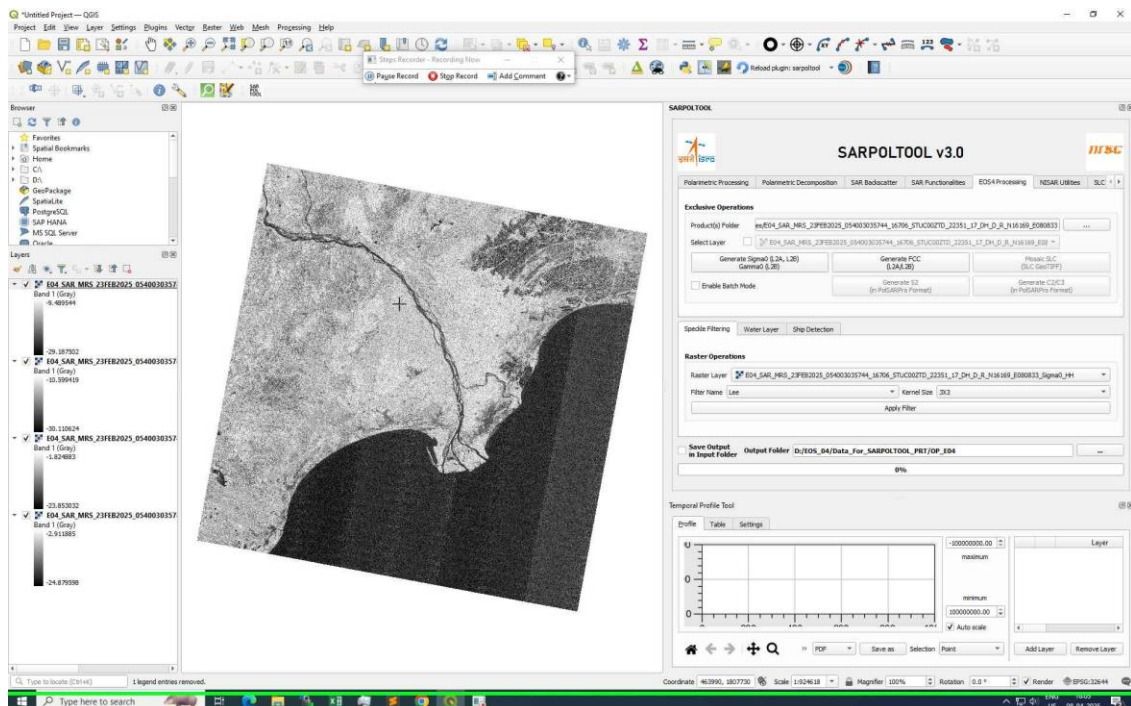 *Untitled Project — QGIS
Project Edit View Layer Settings Plugins Vector Raster Web Mesh Processing Help
Steps Recorder - Recording Now
Pause Record Stop Record Add Comment
Reload plugin: sarpoltool
Browser
Favorites
Spatial Bookmarks
Home
C:\
D:\
GeoPackage
SpatiaLite
PostgreSQL
SAP HANA
MS SQL Server
Oracle
Layers
E04_SAR_MRS_23FEB2025_0540030357
Band 1 (Gray)
-9.489544
-29.187502
E04_SAR_MRS_23FEB2025_0540030357
Band 1 (Gray)
-10.599419
-30.110624
E04_SAR_MRS_23FEB2025_0540030357
Band 1 (Gray)
-1.824883
-23.853032
E04_SAR_MRS_23FEB2025_0540030357
Band 1 (Gray)
-2.911885
-24.879598
SARPOLTOOL
इसरो isro
SARPOLTOOL v3.0
nrsc
Polarimetric Processing Polarimetric Decomposition SAR Backscatter SAR Functionalities EOS4 Processing NISAR Utilities SLC
Exclusive Operations
Product(s) Folder es/E04_SAR_MRS_23FEB2025_054003035744_16706_STUC00ZTD_22351_17_DH_D_R_N16169_E080833 ...
Select Layer E04_SAR_MRS_23FEB2025_054003035744_16706_STUC00ZTD_22351_17_DH_D_R_N16169_E08
Generate Sigma0 (L2A, L2B) Generate FCC Mosaic SLC
Gamma0 (L2B) (L2A/L2B) (SLC GeoTIFF)
Enable Batch Mode Generate S2 Generate C2/C3
(in PolSARPro Format) (in PolSARPro Format)
Speckle Filtering Water Layer Ship Detection
Raster Operations
Raster Layer E04_SAR_MRS_23FEB2025_054003035744_16706_STUC00ZTD_22351_17_DH_D_R_N16169_E080833_Sigma0_HH
Filter Name Lee Kernel Size 3X3
Apply Filter
Save Output
in Input Folder Output Folder D:/EOS_04/Data_For_SARPOLTOOL_PRT/OP_E04 ...
0%
Temporal Profile Tool
Profile Table Settings
-100000000.00
maximum
minimum
100000000.00
Auto scale
Layer
PDF Save as Selection Point Add Layer Remove Layer
Type to locate (Ctrl+K) 1 legend entries removed. Coordinate 463990, 1807730 Scale 1:924618 Magnifier 100% Rotation 0.0 ° Render EPSG:32644
Type here to search